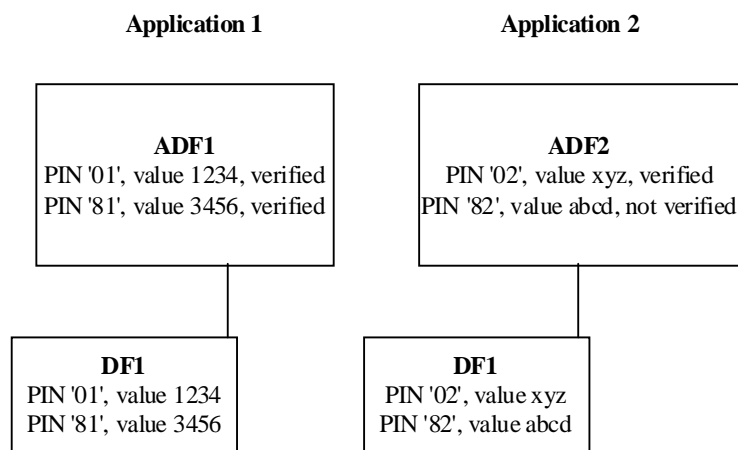 Application 1
Application 2
ADF1
PIN '01', value 1234, verified
PIN '81', value 3456, verified
ADF2
PIN '02', value xyz, verified
PIN '82', value abcd, not verified
DF1
PIN '01', value 1234
PIN '81', value 3456
DF1
PIN '02', value xyz
PIN '82', value abcd